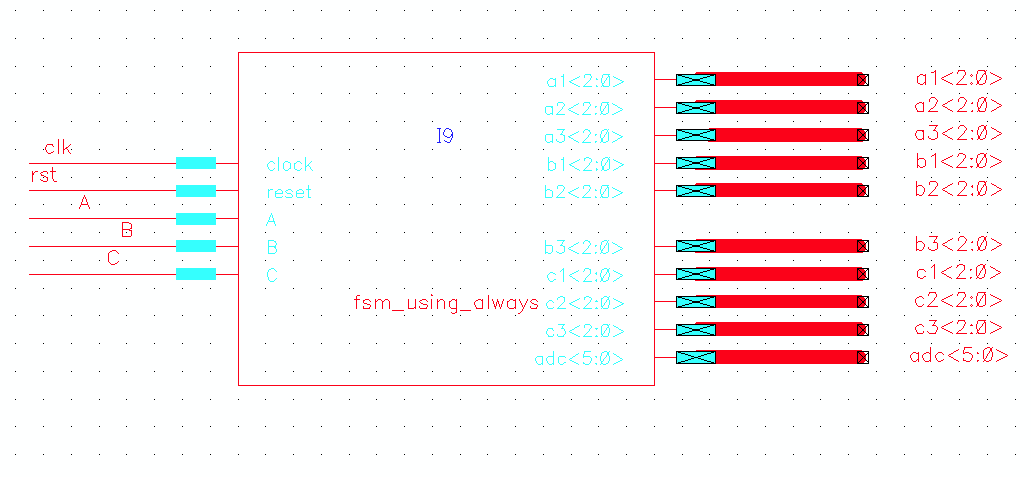 a1<2:0> a1<2:0>
a2<2:0> a2<2:0>
I9 a3<2:0> a3<2:0>
clk
clock b1<2:0> b1<2:0>
rst
reset b2<2:0> b2<2:0>
A
A
B
B b3<2:0> b3<2:0>
C
C c1<2:0> c1<2:0>
fsm_using_always c2<2:0> c2<2:0>
c3<2:0> c3<2:0>
adc<5:0> adc<5:0>